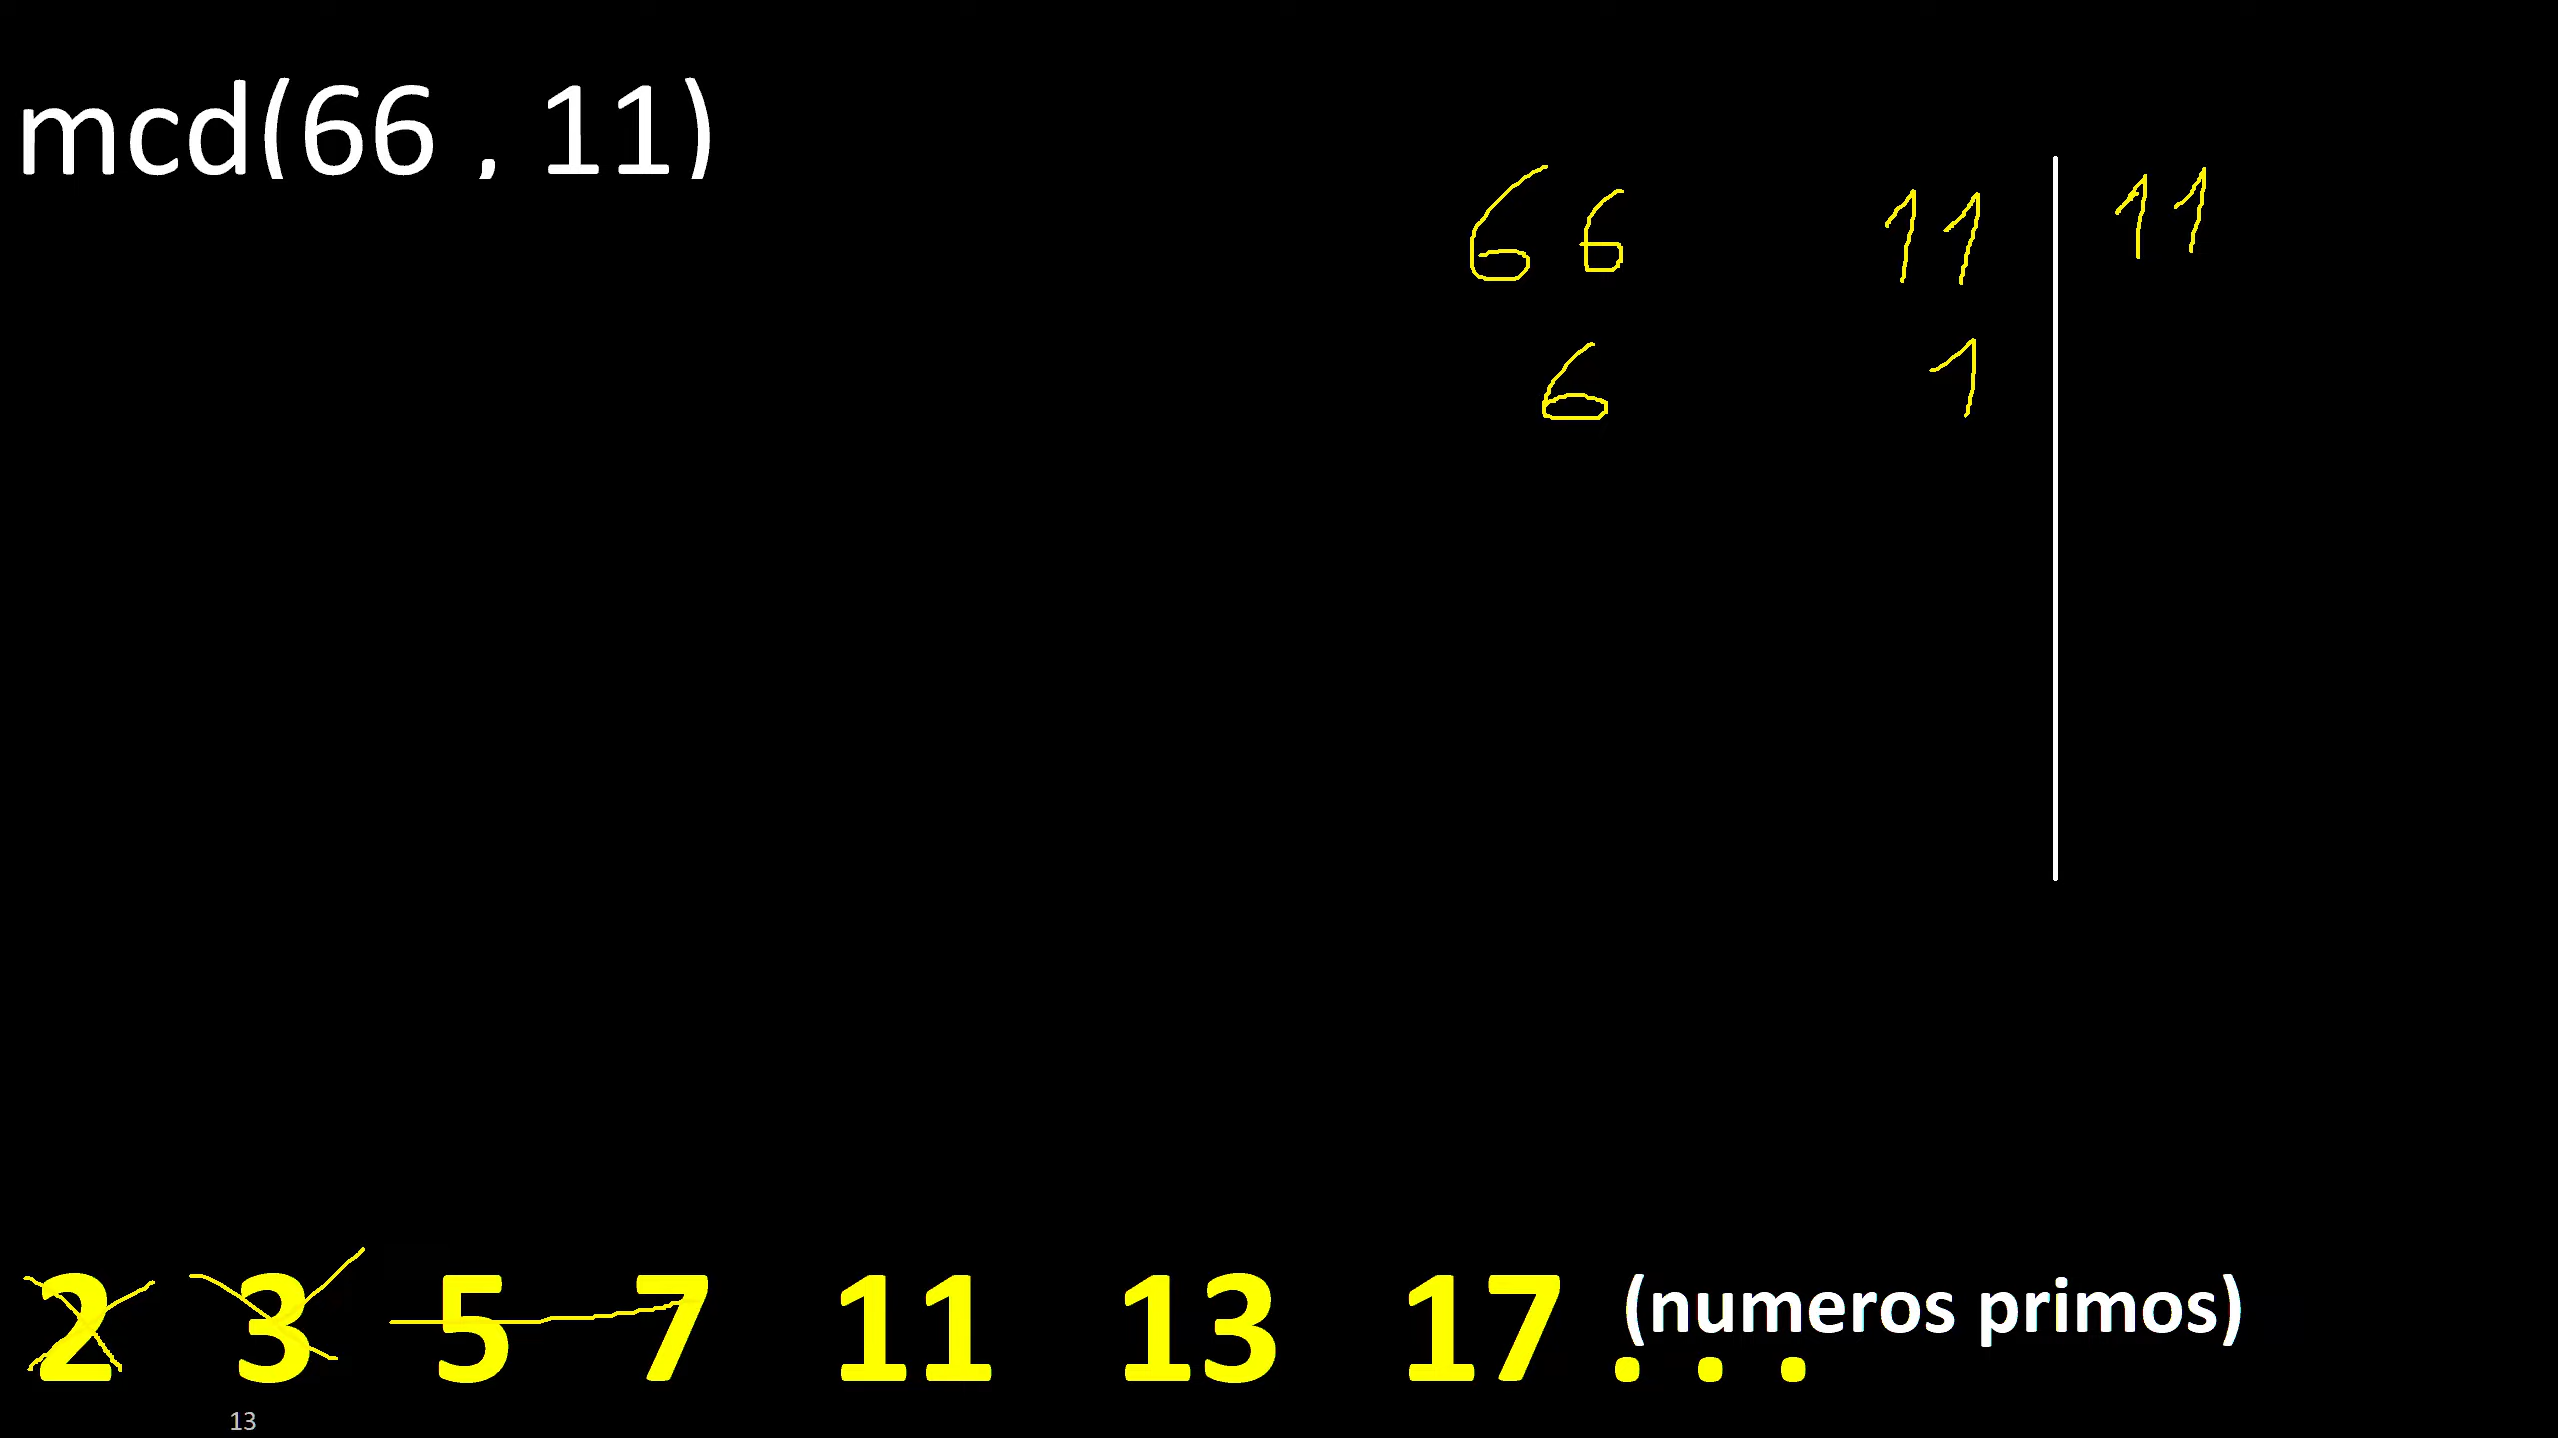 mcd(66 , 11)
66 11 | 11
6 1
2 3 5 7 11 13 17 . . . (numeros primos)
13